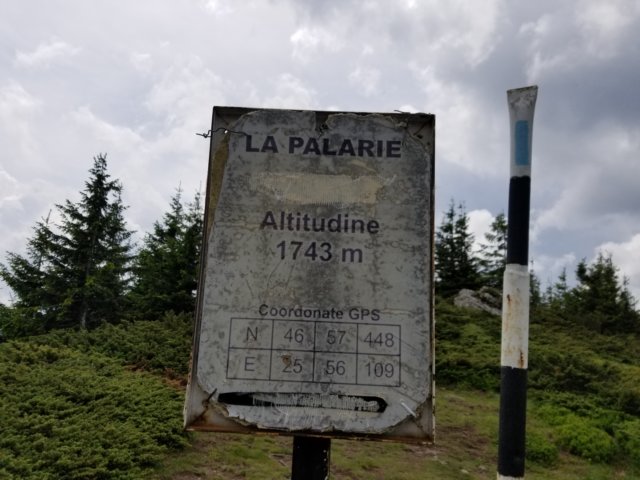 LA PALARIE
Altitudine
1743 m
Coordonate GPS
N 46 57 448
E 25 56 109